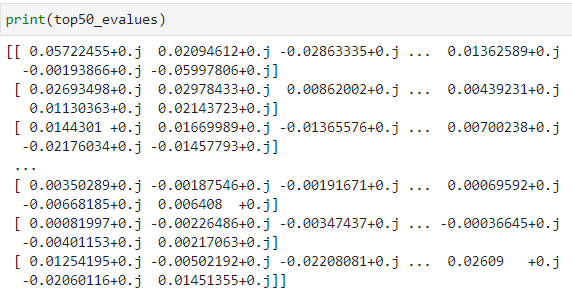 print(top50_evalues)
[[ 0.05722455+0.j  0.02094612+0.j -0.02863335+0.j ...  0.01362589+0.j
  -0.00193866+0.j -0.05997806+0.j]
 [ 0.02693498+0.j  0.02978433+0.j  0.00862002+0.j ...  0.00439231+0.j
   0.01130363+0.j  0.02143723+0.j]
 [ 0.0144301 +0.j  0.01669989+0.j -0.01365576+0.j ...  0.00700238+0.j
  -0.02176034+0.j -0.01457793+0.j]
 ...
 [ 0.00350289+0.j -0.00187546+0.j -0.00191671+0.j ...  0.00069592+0.j
  -0.00668185+0.j  0.006408  +0.j]
 [ 0.00081997+0.j -0.00226486+0.j -0.00347437+0.j ... -0.00036645+0.j
  -0.00401153+0.j  0.00217063+0.j]
 [ 0.01254195+0.j -0.00502192+0.j -0.02208081+0.j ...  0.02609   +0.j
  -0.02060116+0.j  0.01451355+0.j]]